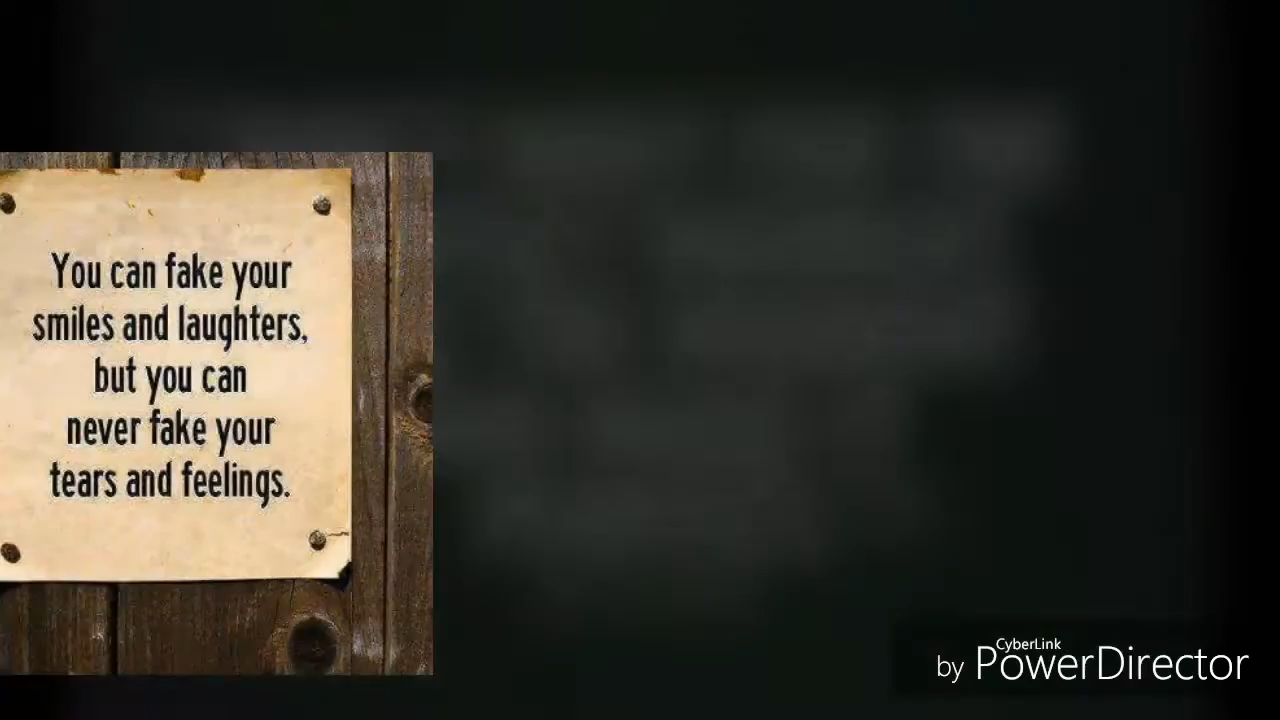 You can fake your
smiles and laughters,
but you can
never fake your
tears and feelings.
CyberLink
by PowerDirector